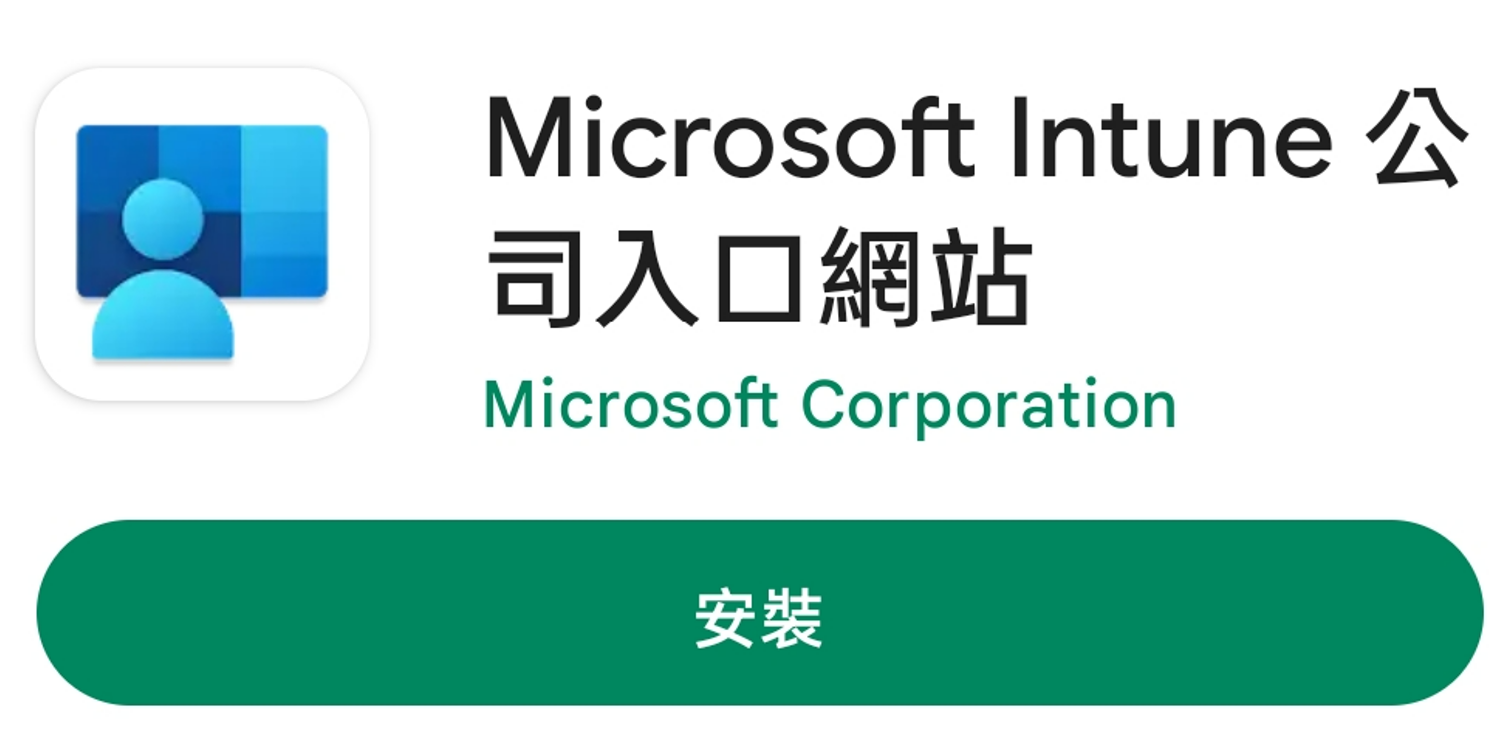 Microsoft Intune 公
司入口網站
Microsoft Corporation
安裝